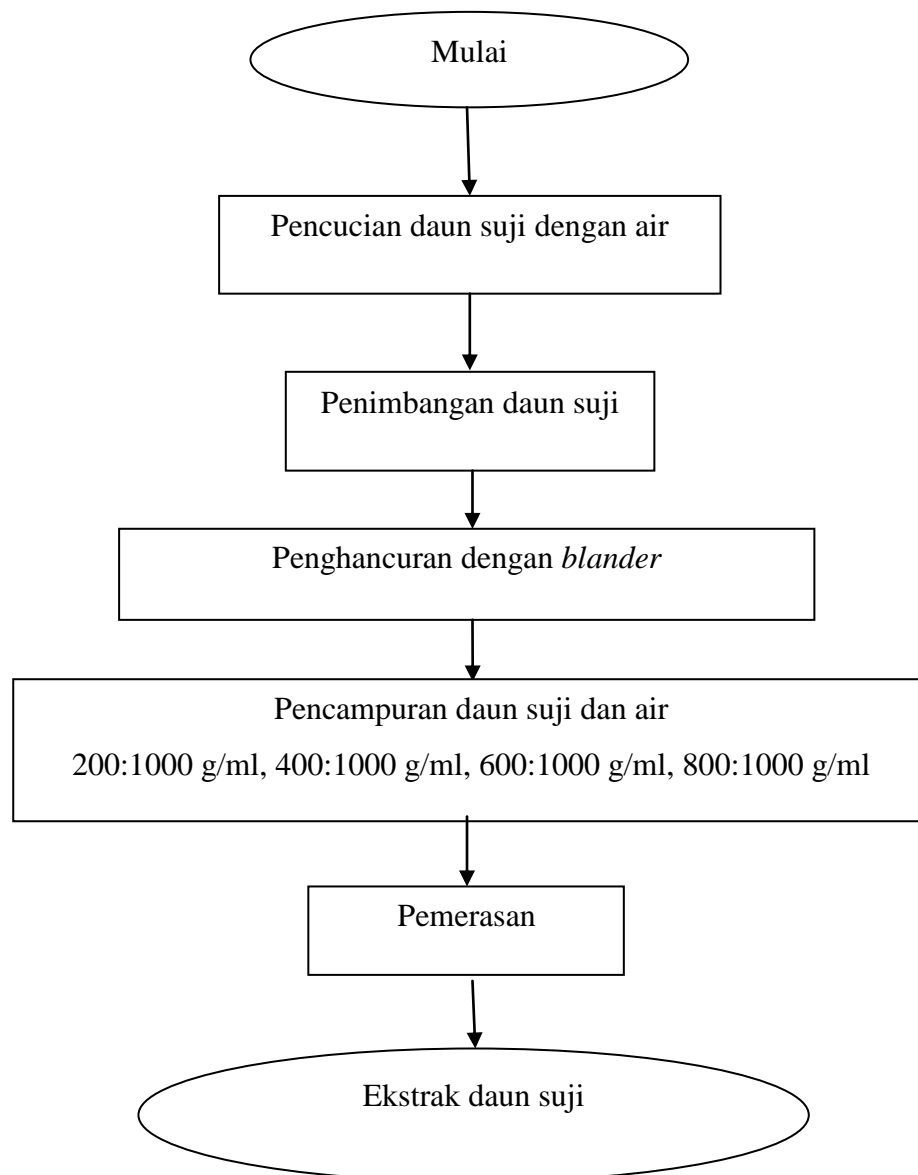 Mulai
Pencucian daun suji dengan air
Penimbangan daun suji
Penghancuran dengan blander
Pencampuran daun suji dan air
200:1000 g/ml, 400:1000 g/ml, 600:1000 g/ml, 800:1000 g/ml
Pemerasan
Ekstrak daun suji